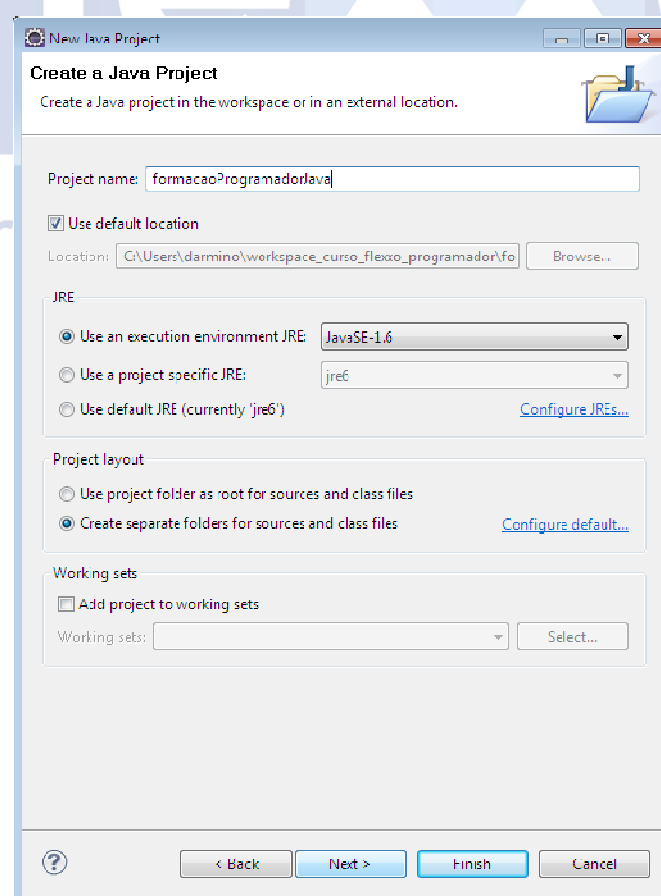 New Java Project
Create a Java Project
Create a Java project in the workspace or in an external location.
Project name: formacaoProgramadorJava
Use default location
Location: C:\Users\darmino\workspace_curso_flexxo_programador\fo Browse...
JRE
Use an execution environment JRE: JavaSE-1.6
Use a project specific JRE: jre6
Use default JRE (currently 'jre6') Configure JREs...
Project layout
Use project folder as root for sources and class files
Create separate folders for sources and class files Configure default...
Working sets
Add project to working sets
Working sets: Select...
? < Back Next > Finish Cancel